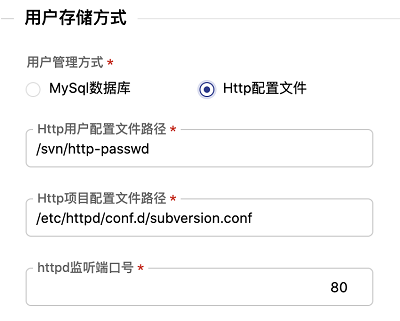 用户存储方式
用户管理方式 *
MySql数据库 Http配置文件
Http用户配置文件路径 *
/svn/http-passwd
Http项目配置文件路径 *
/etc/httpd/conf.d/subversion.conf
httpd监听端口号 *
80